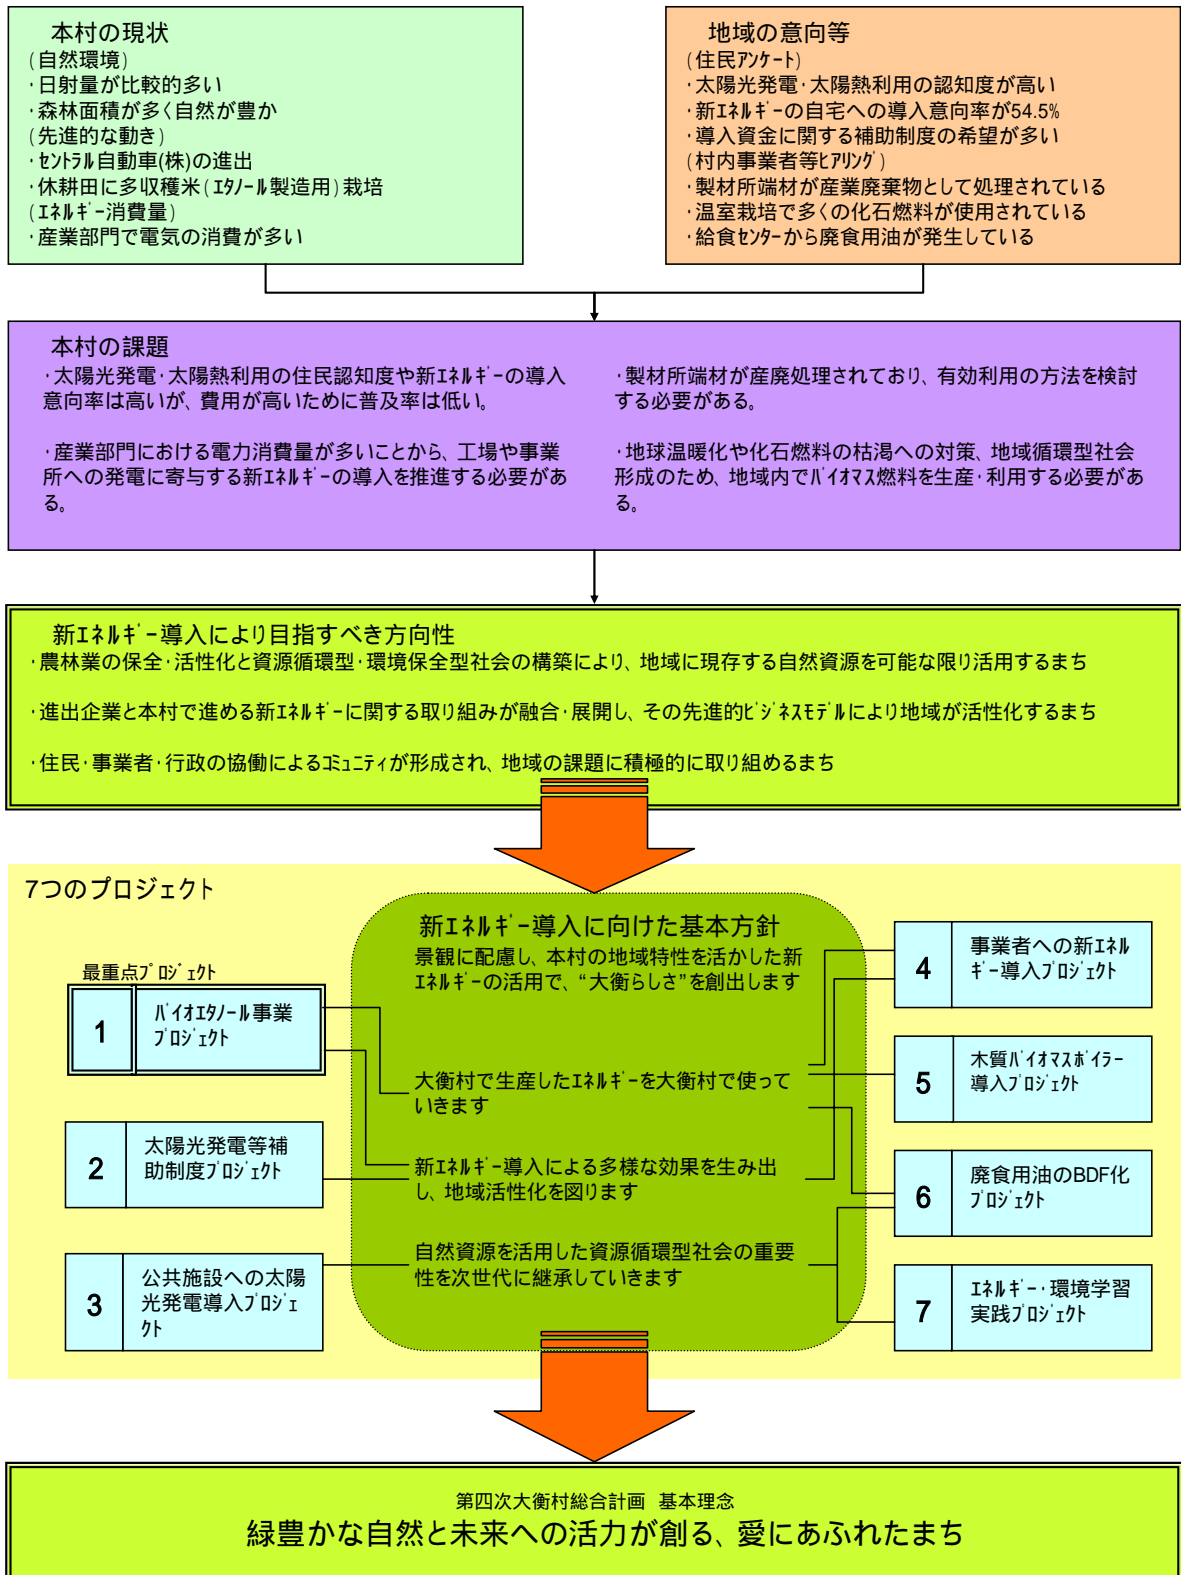 本村の現状
(自然環境)
・日射量が比較的多い
・森林面積が多く自然が豊か
(先進的な動き)
・ｾﾝﾄﾗﾙ自動車(株)の進出
・休耕田に多収穫米(ｴﾀﾉｰﾙ製造用)栽培
(ｴﾈﾙｷﾞｰ消費量)
・産業部門で電気の消費が多い
地域の意向等
(住民ｱﾝｹｰﾄ)
・太陽光発電・太陽熱利用の認知度が高い
・新ｴﾈﾙｷﾞｰの自宅への導入意向率が54.5%
・導入資金に関する補助制度の希望が多い
(村内事業者等ﾋｱﾘﾝｸﾞ)
・製材所端材が産業廃棄物として処理されている
・温室栽培で多くの化石燃料が使用されている
・給食ｾﾝﾀｰから廃食用油が発生している
本村の課題
・太陽光発電・太陽熱利用の住民認知度や新ｴﾈﾙｷﾞｰの導入
意向率は高いが、費用が高いために普及率は低い。
・産業部門における電力消費量が多いことから、工場や事業
所への発電に寄与する新ｴﾈﾙｷﾞｰの導入を推進する必要があ
る。
・製材所端材が産廃処理されており、有効利用の方法を検討
する必要がある。
・地球温暖化や化石燃料の枯渇への対策、地域循環型社会
形成のため、地域内でﾊﾞｲｵﾏｽ燃料を生産・利用する必要があ
る。
新ｴﾈﾙｷﾞｰ導入により目指すべき方向性
・農林業の保全・活性化と資源循環型・環境保全型社会の構築により、地域に現存する自然資源を可能な限り活用するまち
・進出企業と本村で進める新ｴﾈﾙｷﾞｰに関する取り組みが融合・展開し、その先進的ﾋﾞｼﾞﾈｽﾓﾃﾞﾙにより地域が活性化するまち
・住民・事業者・行政の協働によるｺﾐｭﾆﾃｨが形成され、地域の課題に積極的に取り組めるまち
7つのプロジェクト
新ｴﾈﾙｷﾞｰ導入に向けた基本方針
景観に配慮し、本村の地域特性を活かした新
ｴﾈﾙｷﾞｰの活用で、“大衡らしさ”を創出します
大衡村で生産したｴﾈﾙｷﾞｰを大衡村で使って
いきます
新ｴﾈﾙｷﾞｰ導入による多様な効果を生み出
し、地域活性化を図ります
自然資源を活用した資源循環型社会の重要
性を次世代に継承していきます
最重点ﾌﾟﾛｼﾞｪｸﾄ
1
ﾊﾞｲｵｴﾀﾉｰﾙ事業
ﾌﾟﾛｼﾞｪｸﾄ
2
太陽光発電等補
助制度ﾌﾟﾛｼﾞｪｸﾄ
3
公共施設への太陽
光発電導入ﾌﾟﾛｼﾞｪ
ｸﾄ
4
事業者への新ｴﾈﾙ
ｷﾞｰ導入ﾌﾟﾛｼﾞｪｸﾄ
5
木質ﾊﾞｲｵﾏｽﾎﾞｲﾗｰ
導入ﾌﾟﾛｼﾞｪｸﾄ
6
廃食用油のBDF化
ﾌﾟﾛｼﾞｪｸﾄ
7
ｴﾈﾙｷﾞｰ・環境学習
実践ﾌﾟﾛｼﾞｪｸﾄ
第四次大衡村総合計画 基本理念
緑豊かな自然と未来への活力が創る、愛にあふれたまち